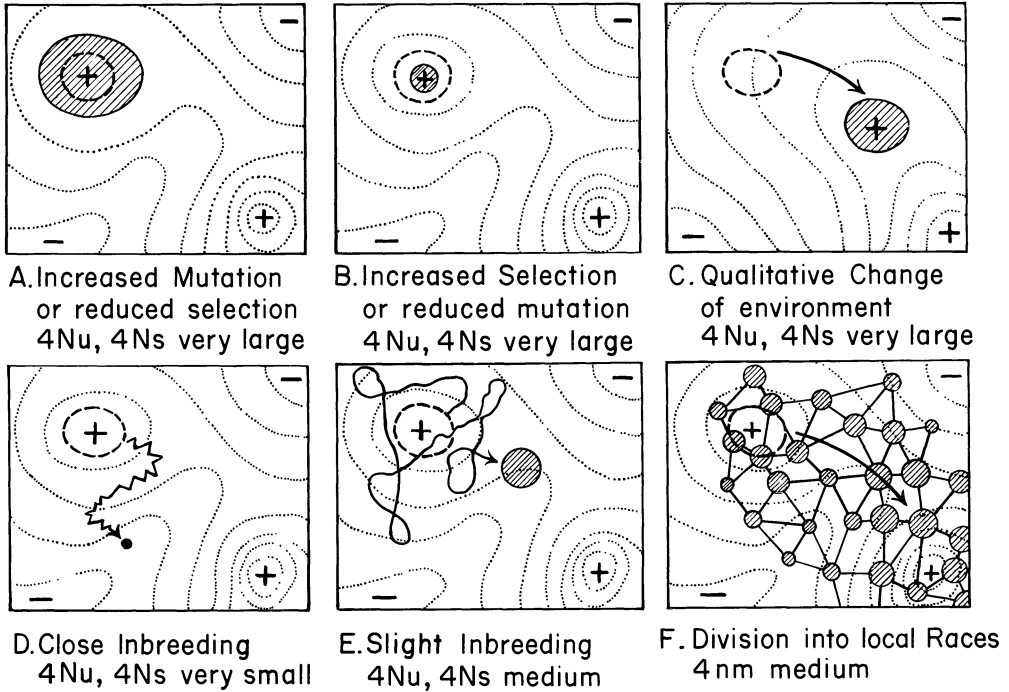 A. Increased Mutation
or reduced selection
4Nu, 4Ns very large
B. Increased Selection
or reduced mutation
4Nu, 4Ns very large
C. Qualitative Change
of environment
4Nu, 4Ns very large
D. Close Inbreeding
4Nu, 4Ns very small
E. Slight Inbreeding
4Nu, 4Ns medium
F. Division into local Races
4nm medium